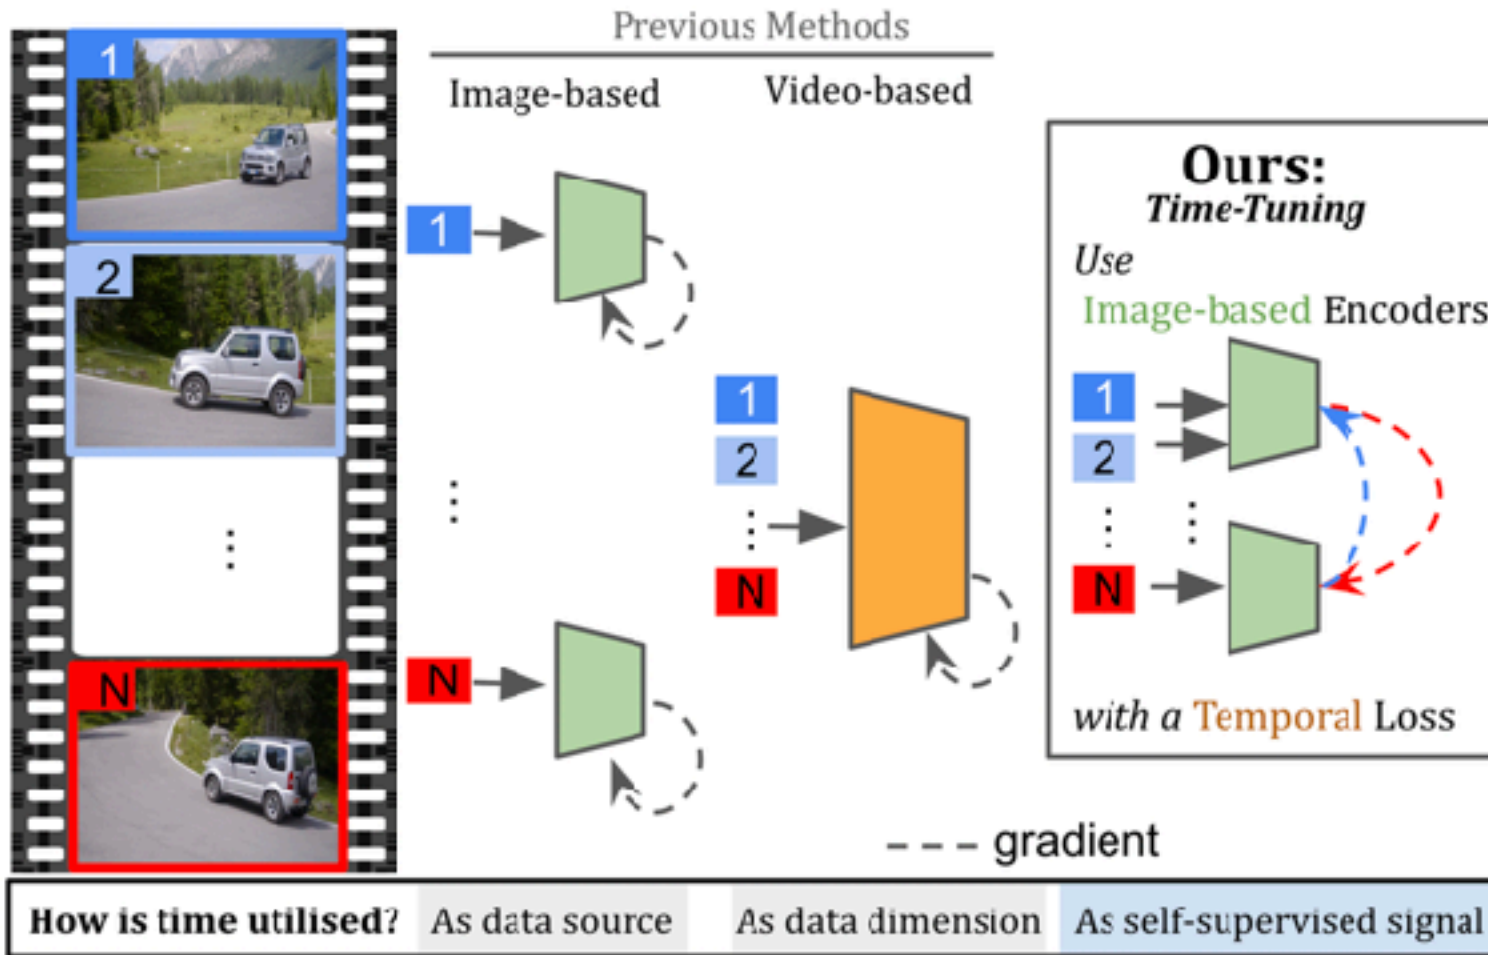 Previous Methods
Image-based
Video-based
1
2
⋮
N
1
⋮
N
1
2
⋮
N
Ours:
Time-Tuning
Use
Image-based Encoders
1
2
⋮ ⋮
N
with a Temporal Loss
gradient
How is time utilised? As data source As data dimension As self-supervised signal